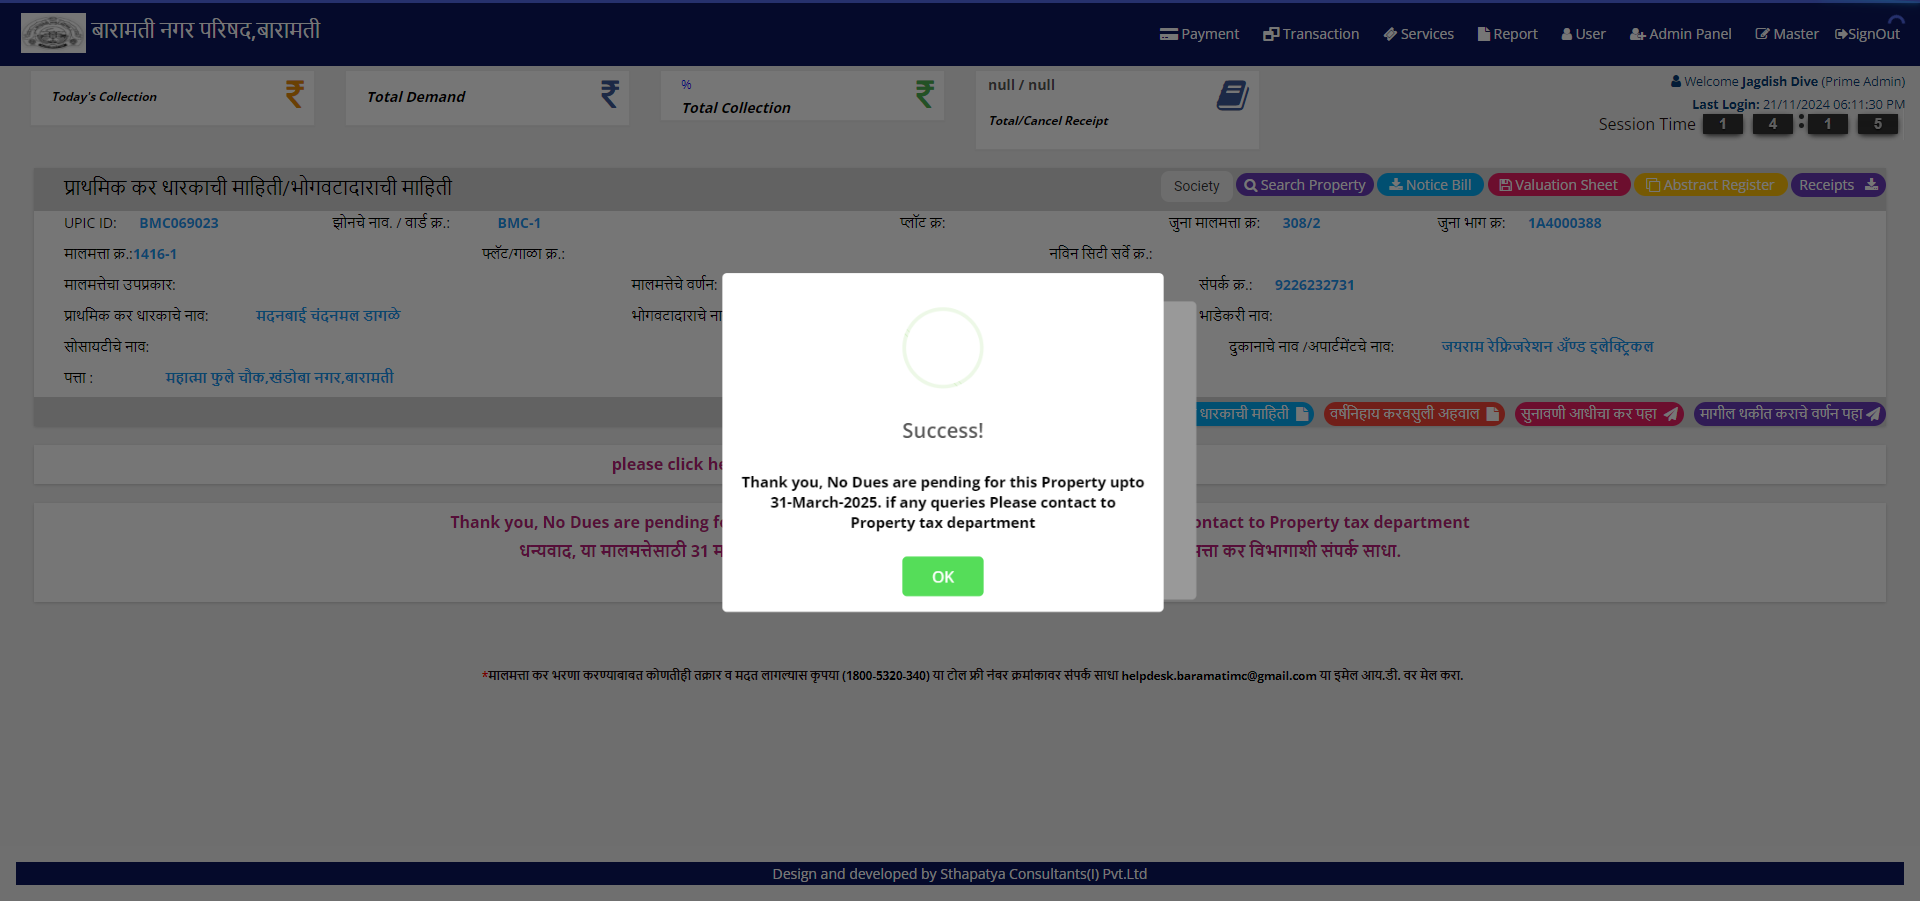 बारामती नगर परिषद,बारामती
Payment Transaction Services Report User Admin Panel Master SignOut
Today's Collection
Total Demand
%
Total Collection
null / null
Total/Cancel Receipt
Welcome Jagdish Dive (Prime Admin)
Last Login: 21/11/2024 06:11:30 PM
Session Time 1 4 : 1 5
प्राथमिक कर धारकाची माहिती/भोगवटादाराची माहिती
Society Search Property Notice Bill Valuation Sheet Abstract Register Receipts
UPIC ID: BMC069023 झोनचे नाव. / वार्ड क्र.: BMC-1 प्लॉट क्र: जुना मालमत्ता क्र: 308/2 जुना भाग क्र: 1A4000388
मालमत्ता क्र.:1416-1 फ्लॅट/गाळा क्र.: नविन सिटी सर्वे क्र.:
मालमत्तेचा उपप्रकार: मालमत्तेचे वर्णन: संपर्क क्र.: 9226232731
प्राथमिक कर धारकाचे नाव: मदनबाई चंदनमल डागळे भोगवटादाराचे ना भाडेकरी नाव:
सोसायटीचे नाव: दुकानाचे नाव /अपार्टमेंटचे नाव: जयराम रेफ्रिजरेशन अँण्ड इलेक्ट्रिकल
पत्ता : महात्मा फुले चौक,खंडोबा नगर,बारामती
धारकाची माहिती वर्षनिहाय करवसुली अहवाल सुनावणी आधीचा कर पहा मागील थकीत कराचे वर्णन पहा
please click he
Thank you, No Dues are pending fo ontact to Property tax department
धन्यवाद, या मालमत्तेसाठी 31 म त्ता कर विभागाशी संपर्क साधा.
Success!
Thank you, No Dues are pending for this Property upto
31-March-2025. if any queries Please contact to
Property tax department
OK
*मालमत्ता कर भरणा करण्याबाबत कोणतीही तक्रार व मदत लागल्यास कृपया (1800-5320-340) या टोल फ्री नंबर क्रमांकावर संपर्क साधा helpdesk.baramatimc@gmail.com या इमेल आय.डी. वर मेल करा.
Design and developed by Sthapatya Consultants(I) Pvt.Ltd